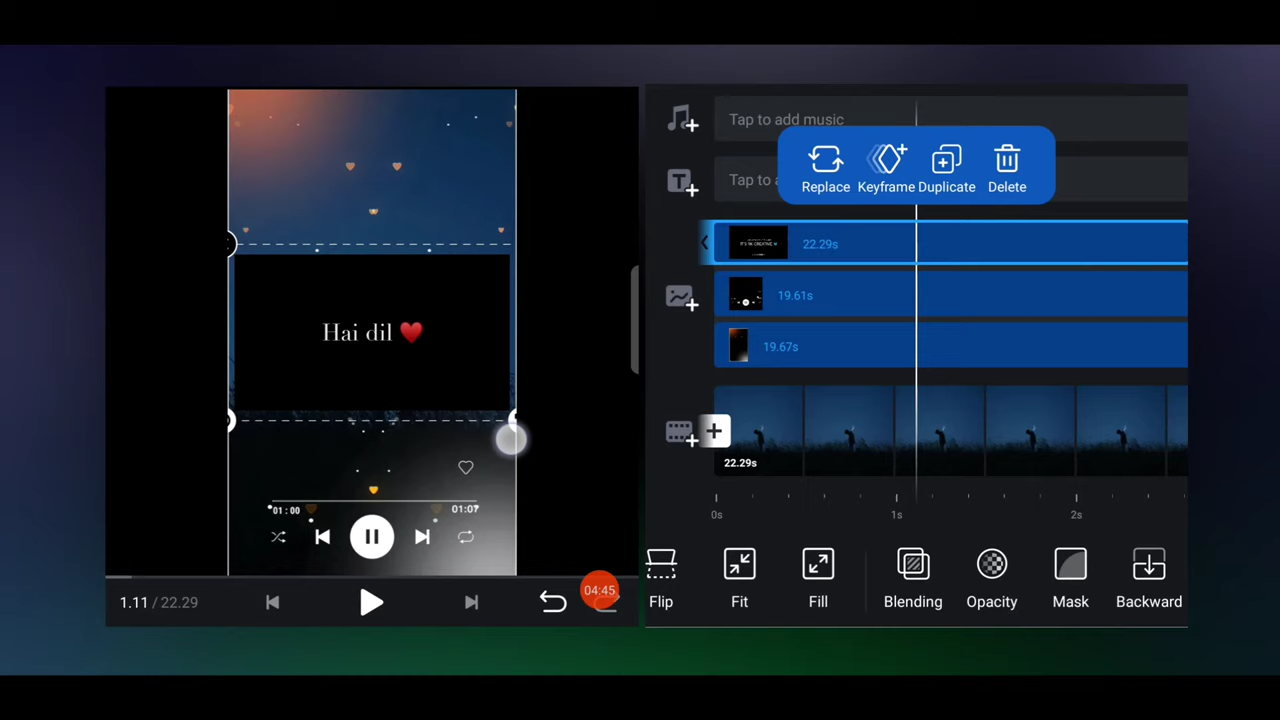 Hai dil ❤️
01 : 00
01:07
1.11 / 22.29
04:45
Tap to add music
Tap to a
Replace
Keyframe
Duplicate
Delete
22.29s
19.61s
19.67s
22.29s
0s
1s
2s
Flip
Fit
Fill
Blending
Opacity
Mask
Backward